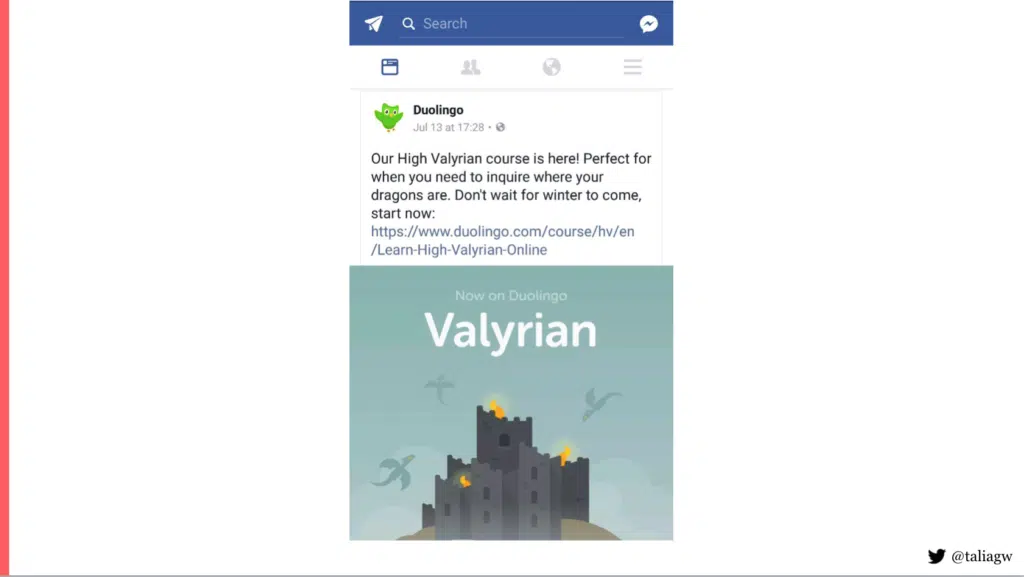 Search
Duolingo
Jul 13 at 17:28 •
Our High Valyrian course is here! Perfect for
when you need to inquire where your
dragons are. Don't wait for winter to come,
start now:
https://www.duolingo.com/course/hv/en
/Learn-High-Valyrian-Online
Now on Duolingo
Valyrian
@taliagw